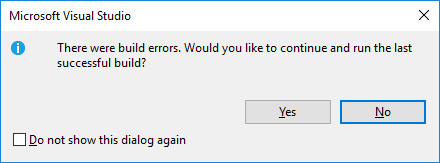 Microsoft Visual Studio
There were build errors. Would you like to continue and run the last
successful build?
Yes
No
Do not show this dialog again